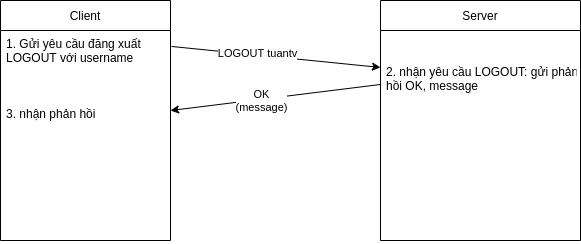 Client
Server
1. Gửi yêu cầu đăng xuất
LOGOUT với username
LOGOUT tuantv
2. nhận yêu cầu LOGOUT: gửi phản
hồi OK, message
OK
(message)
3. nhận phản hồi